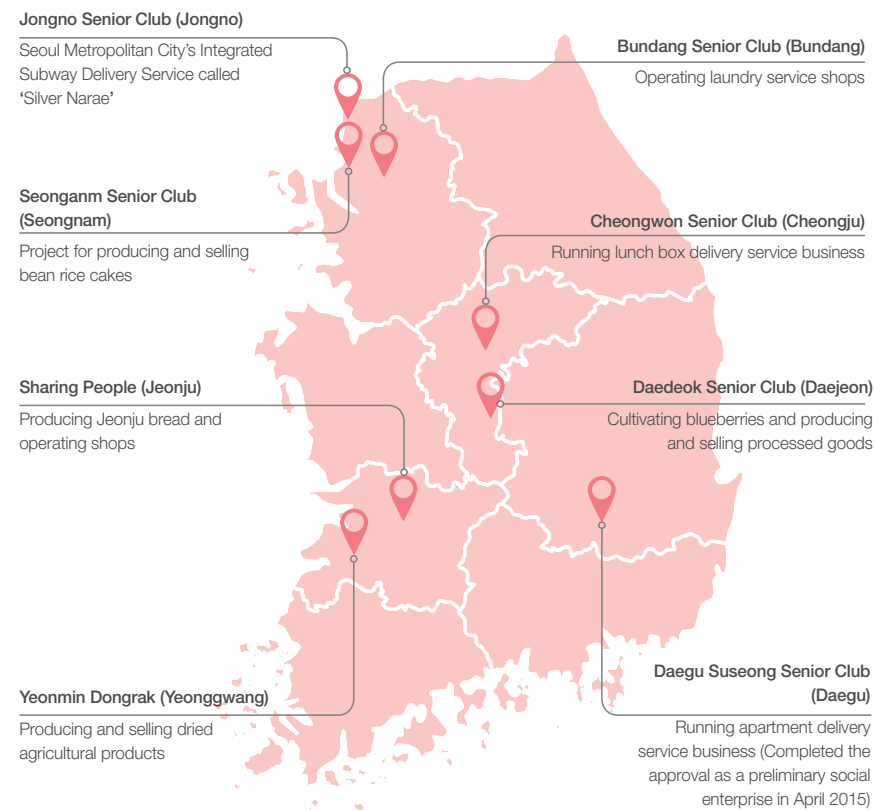 Jongno Senior Club (Jongno)
Seoul Metropolitan City's Integrated
Subway Delivery Service called
‘Silver Narae’
Bundang Senior Club (Bundang)
Operating laundry service shops
Seonganm Senior Club
(Seongnam)
Project for producing and selling
bean rice cakes
Cheongwon Senior Club (Cheongju)
Running lunch box delivery service business
Sharing People (Jeonju)
Producing Jeonju bread and
operating shops
Daedeok Senior Club (Daejeon)
Cultivating blueberries and producing
and selling processed goods
Yeonmin Dongrak (Yeonggwang)
Producing and selling dried
agricultural products
Daegu Suseong Senior Club
(Daegu)
Running apartment delivery
service business (Completed the
approval as a preliminary social
enterprise in April 2015)